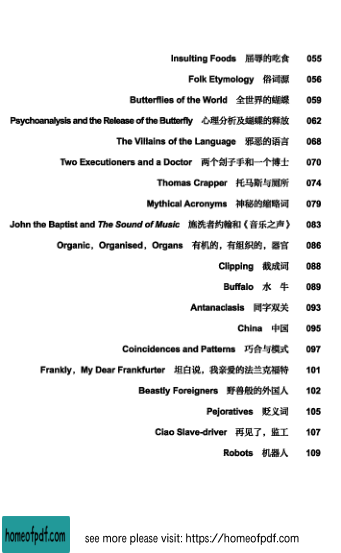 Insulting Foods 屈辱的吃食 055
Folk Etymology 俗词源 056
Butterflies of the World 全世界的蝴蝶 059
Psychoanalysis and the Release of the Butterfly 心理分析及蝴蝶的释放 062
The Villains of the Language 邪恶的语言 068
Two Executioners and a Doctor 两个刽子手和一个博士 070
Thomas Crapper 托马斯与厕所 074
Mythical Acronyms 神秘的缩略词 079
John the Baptist and The Sound of Music 施洗者约翰和《音乐之声》 083
Organic, Organised, Organs 有机的，有组织的，器官 086
Clipping 截成词 088
Buffalo 水 牛 089
Antanaclasis 同字双关 093
China 中国 095
Coincidences and Patterns 巧合与模式 097
Frankly, My Dear Frankfurter 坦白说，我亲爱的法兰克福特 101
Beastly Foreigners 野兽般的外国人 102
Pejoratives 贬义词 105
Ciao Slave-driver 再见了，监工 107
Robots 机器人 109
homeofpdf.com see more please visit: https://homeofpdf.com